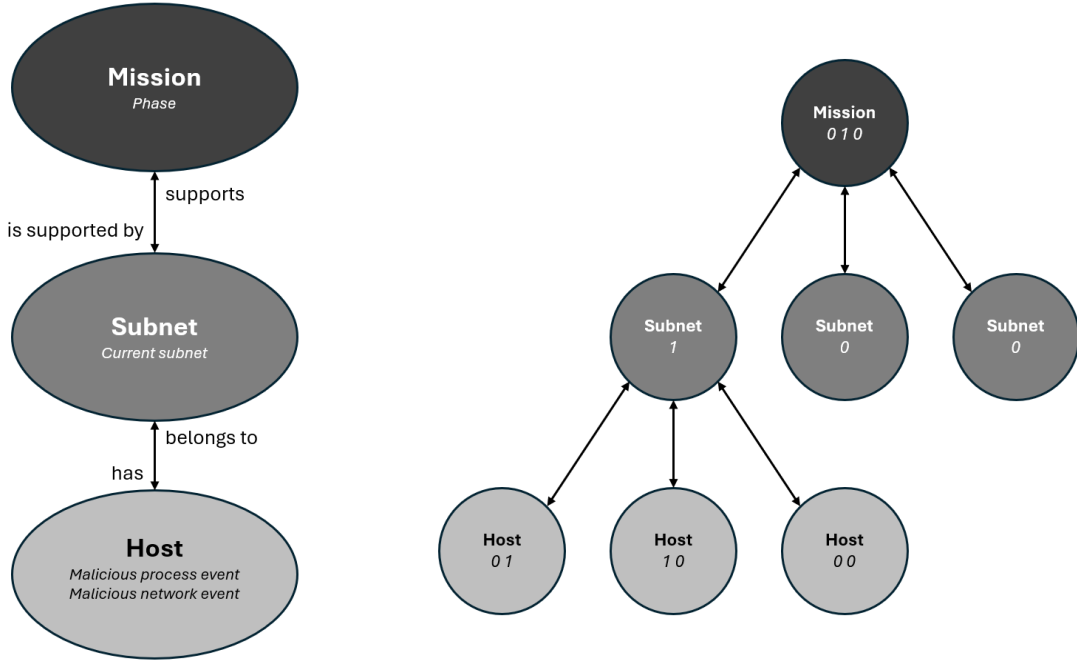 Mission
Phase
supports
is supported by
Subnet
Current subnet
belongs to
has
Host
Malicious process event
Malicious network event
Mission
0 1 0
Subnet
1
Subnet
0
Subnet
0
Host
0 1
Host
1 0
Host
0 0